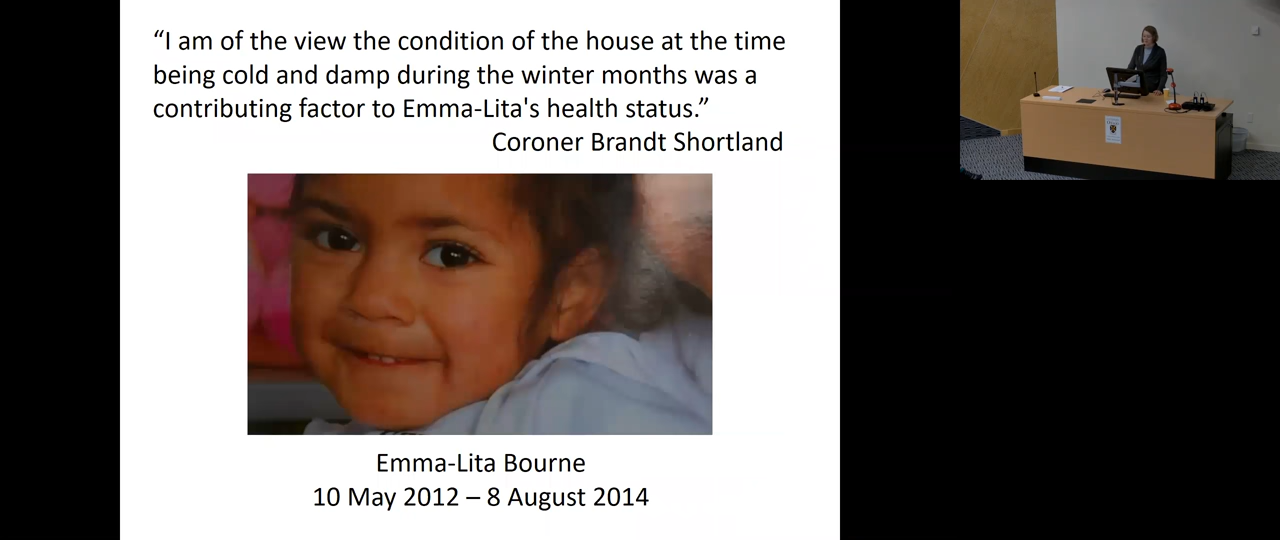 “I am of the view the condition of the house at the time
being cold and damp during the winter months was a
contributing factor to Emma-Lita's health status.”
Coroner Brandt Shortland
Emma-Lita Bourne
10 May 2012 – 8 August 2014